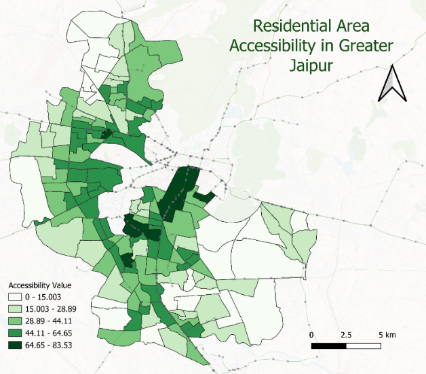 Residential Area
Accessibility in Greater
Jaipur
Accessibility Value
0 - 15.003
15.003 - 28.89
28.89 - 44.11
44.11 - 64.65
64.65 - 83.53
0 2.5 5 km